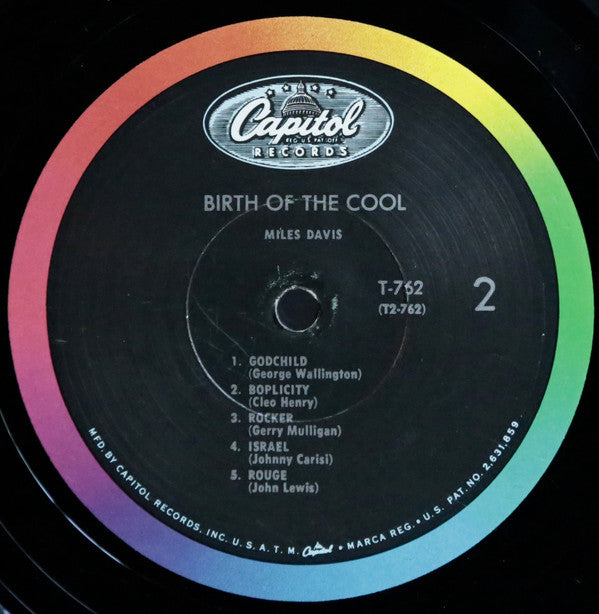 Capitol
REG. U.S. PAT. OFF.
RECORDS
BIRTH OF THE COOL
MILES DAVIS
T-762
(T2-762)
2
1. GODCHILD
(George Wallington)
2. BOPLICITY
(Cleo Henry)
3. ROCKER
(Gerry Mulligan)
4. ISRAEL
(Johnny Carisi)
5. ROUGE
(John Lewis)
MFD. BY CAPITOL RECORDS, INC. U.S.A. T.M. Capitol • MARCA REG. • U.S. PAT. NO. 2,631,859